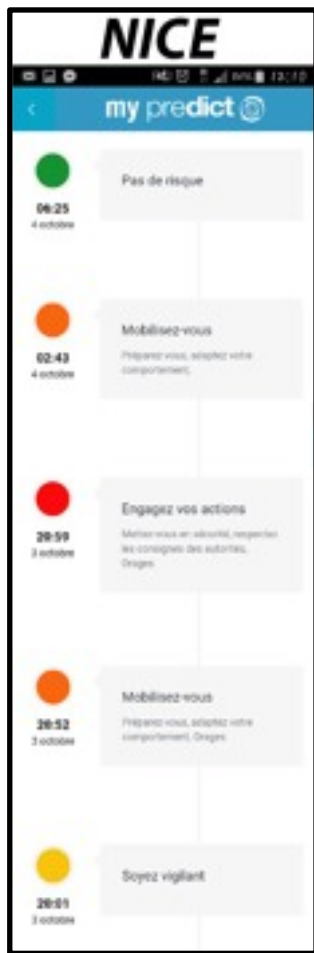 NICE
13:10
my predict
Pas de risque
06:25
4 octobre
Mobilisez-vous
02:43
4 octobre
Préparez vous, adaptez votre
comportement,
Engagez vos actions
20:59
3 octobre
Mettez-vous en sécurité, respectez
les consignes des autorités,
Orages
Mobilisez-vous
20:52
3 octobre
Préparez vous, adaptez votre
comportement, Orages
Soyez vigilant
20:01
3 octobre